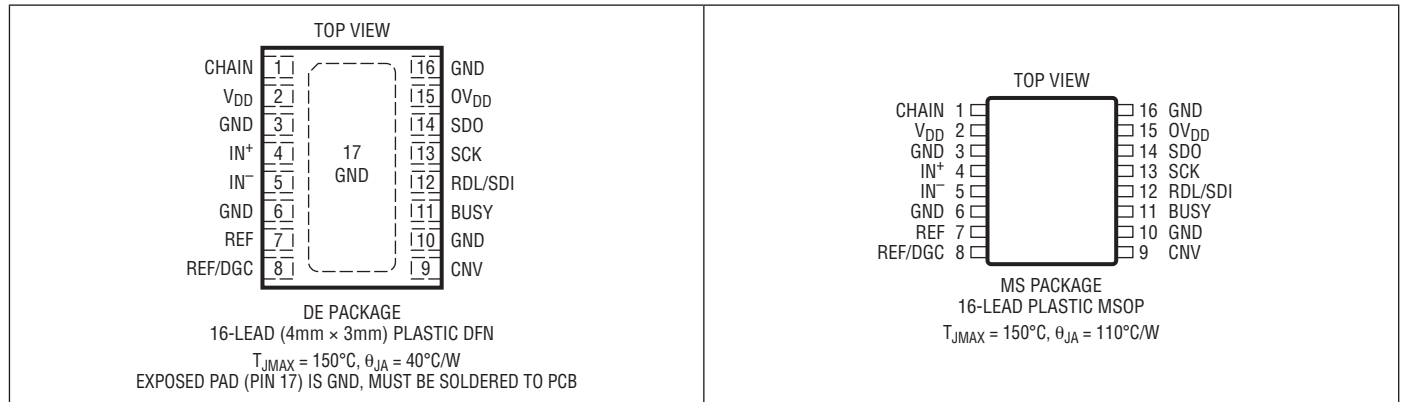 TOP VIEW
CHAIN 1 16 GND
VDD 2 15 OVDD
GND 3 14 SDO
IN+ 4 13 SCK
17
GND
IN– 5 12 RDL/SDI
GND 6 11 BUSY
REF 7 10 GND
REF/DGC 8 9 CNV
DE PACKAGE
16-LEAD (4mm × 3mm) PLASTIC DFN
TJMAX = 150°C, θJA = 40°C/W
EXPOSED PAD (PIN 17) IS GND, MUST BE SOLDERED TO PCB
TOP VIEW
CHAIN 1 16 GND
VDD 2 15 OVDD
GND 3 14 SDO
IN+ 4 13 SCK
IN– 5 12 RDL/SDI
GND 6 11 BUSY
REF 7 10 GND
REF/DGC 8 9 CNV
MS PACKAGE
16-LEAD PLASTIC MSOP
TJMAX = 150°C, θJA = 110°C/W